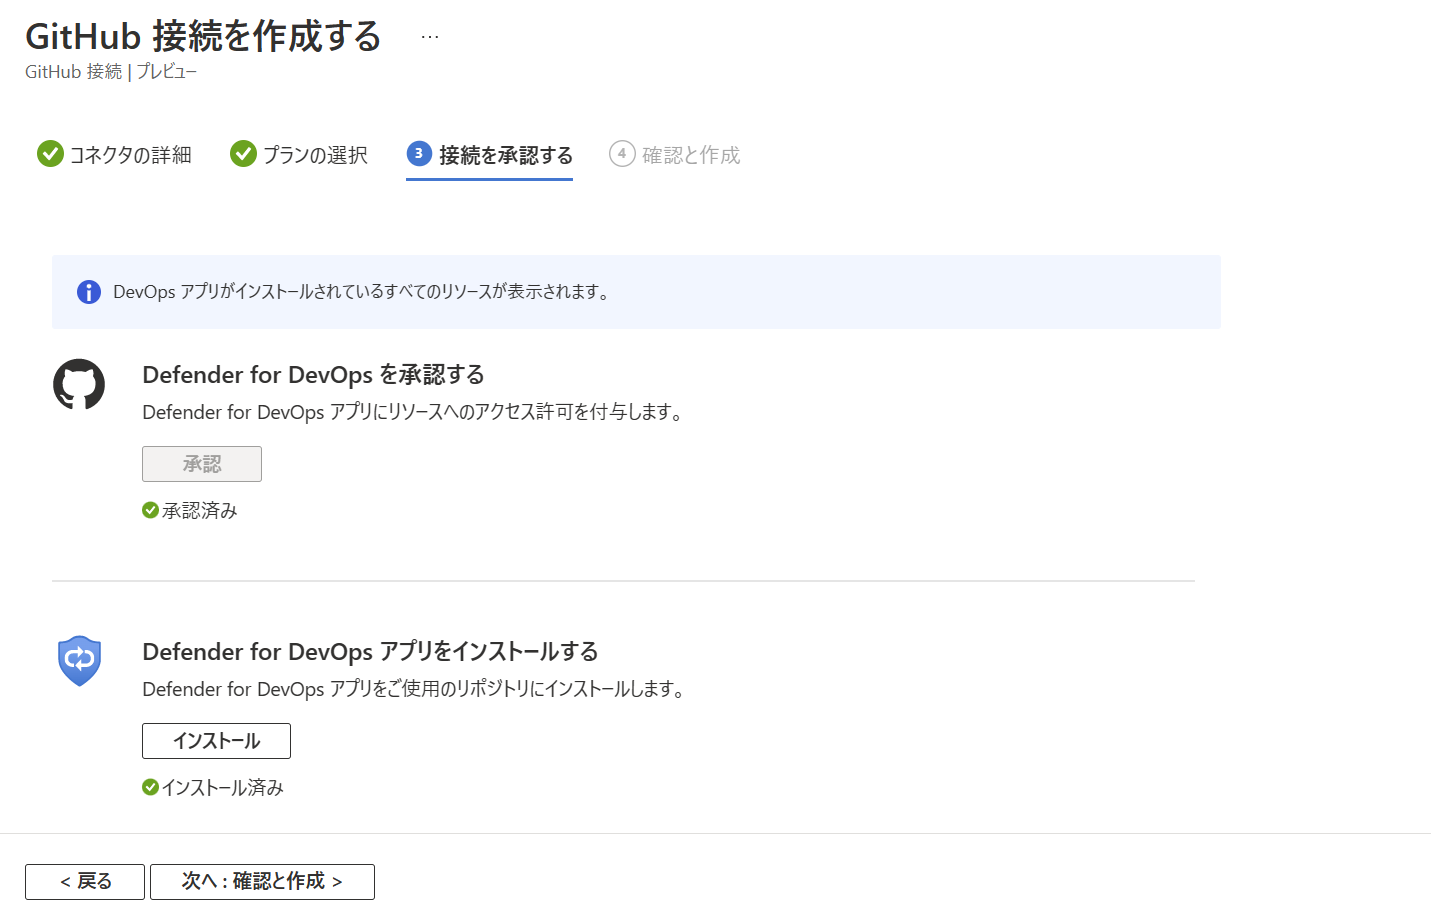 GitHub 接続を作成する ...
GitHub 接続 | プレビュー
コネクタの詳細 プランの選択 3 接続を承認する 4 確認と作成
DevOps アプリがインストールされているすべてのリソースが表示されます。
Defender for DevOps を承認する
Defender for DevOps アプリにリソースへのアクセス許可を付与します。
承認
承認済み
Defender for DevOps アプリをインストールする
Defender for DevOps アプリをご使用のリポジトリにインストールします。
インストール
インストール済み
< 戻る 次へ : 確認と作成 >